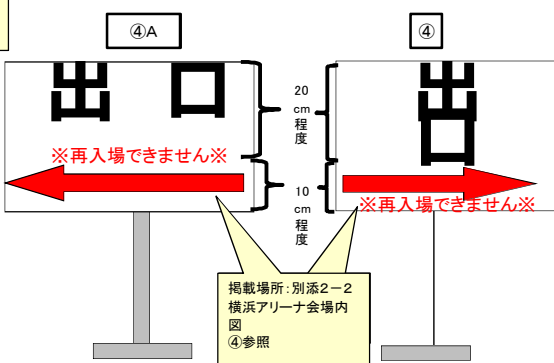 ④A
④
出 口
出
口
20
cm
程
度
※再入場できません※
※再入場できません※
10
cm
程
度
掲載場所:別添2-2
横浜アリーナ会場内
図
④参照